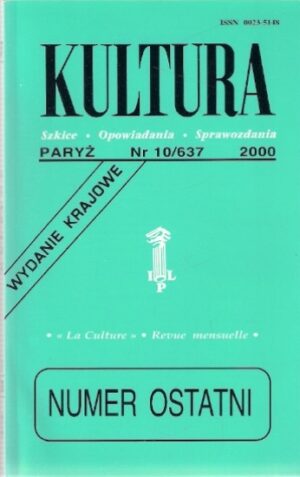 ISSN 0023-5148
KULTURA
Szkice • Opowiadania • Sprawozdania
PARYŻ Nr 10/637 2000
WYDANIE KRAJOWE
I L
P
• « La Culture » • Revue mensuelle •
NUMER OSTATNI